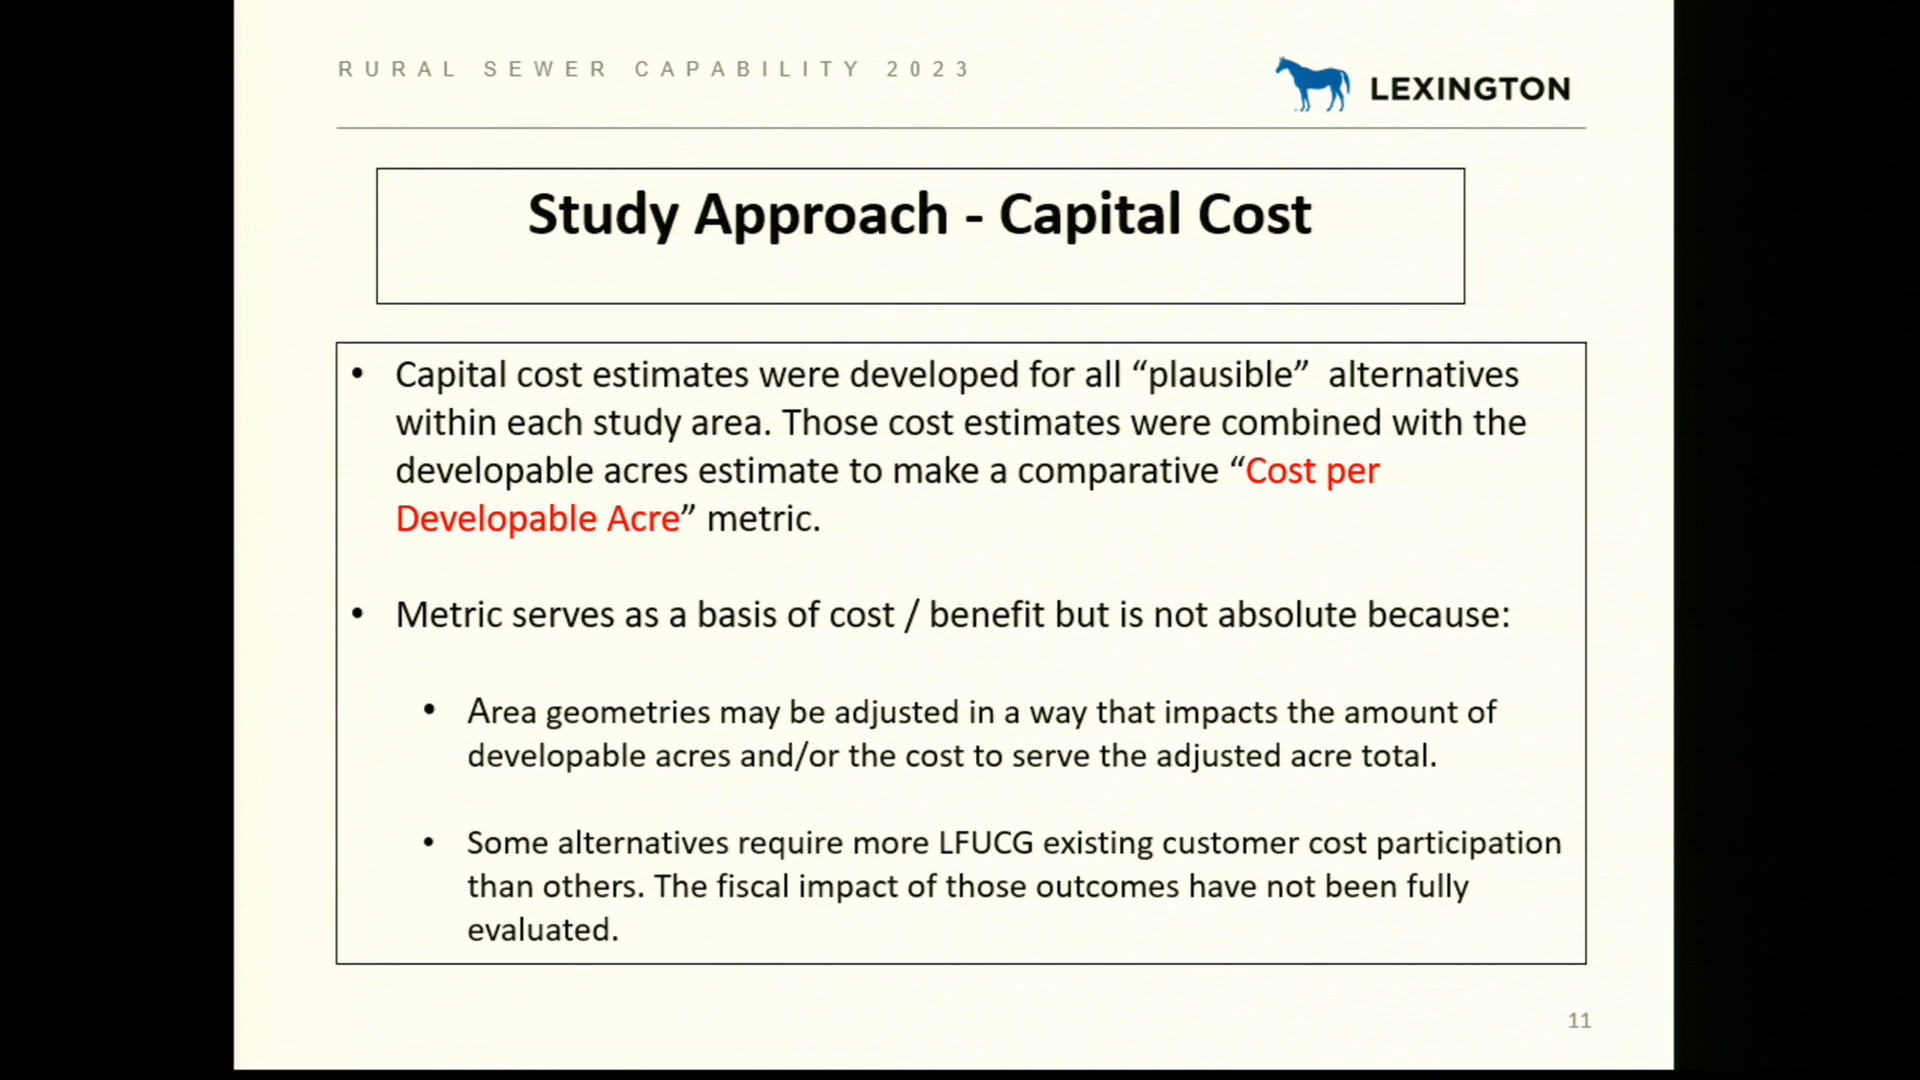 RURAL SEWER CAPABILITY 2023
LEXINGTON
Study Approach - Capital Cost
• Capital cost estimates were developed for all “plausible” alternatives
within each study area. Those cost estimates were combined with the
developable acres estimate to make a comparative “Cost per
Developable Acre” metric.
• Metric serves as a basis of cost / benefit but is not absolute because:
• Area geometries may be adjusted in a way that impacts the amount of
developable acres and/or the cost to serve the adjusted acre total.
• Some alternatives require more LFUCG existing customer cost participation
than others. The fiscal impact of those outcomes have not been fully
evaluated.
11